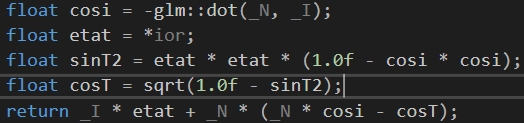 float cosi = -glm::dot(_N, _I);
float etat = *ior;
float sinT2 = etat * etat * (1.0f - cosi * cosi);
float cosT = sqrt(1.0f - sinT2);
return _I * etat + _N * (_N * cosi - cosT);